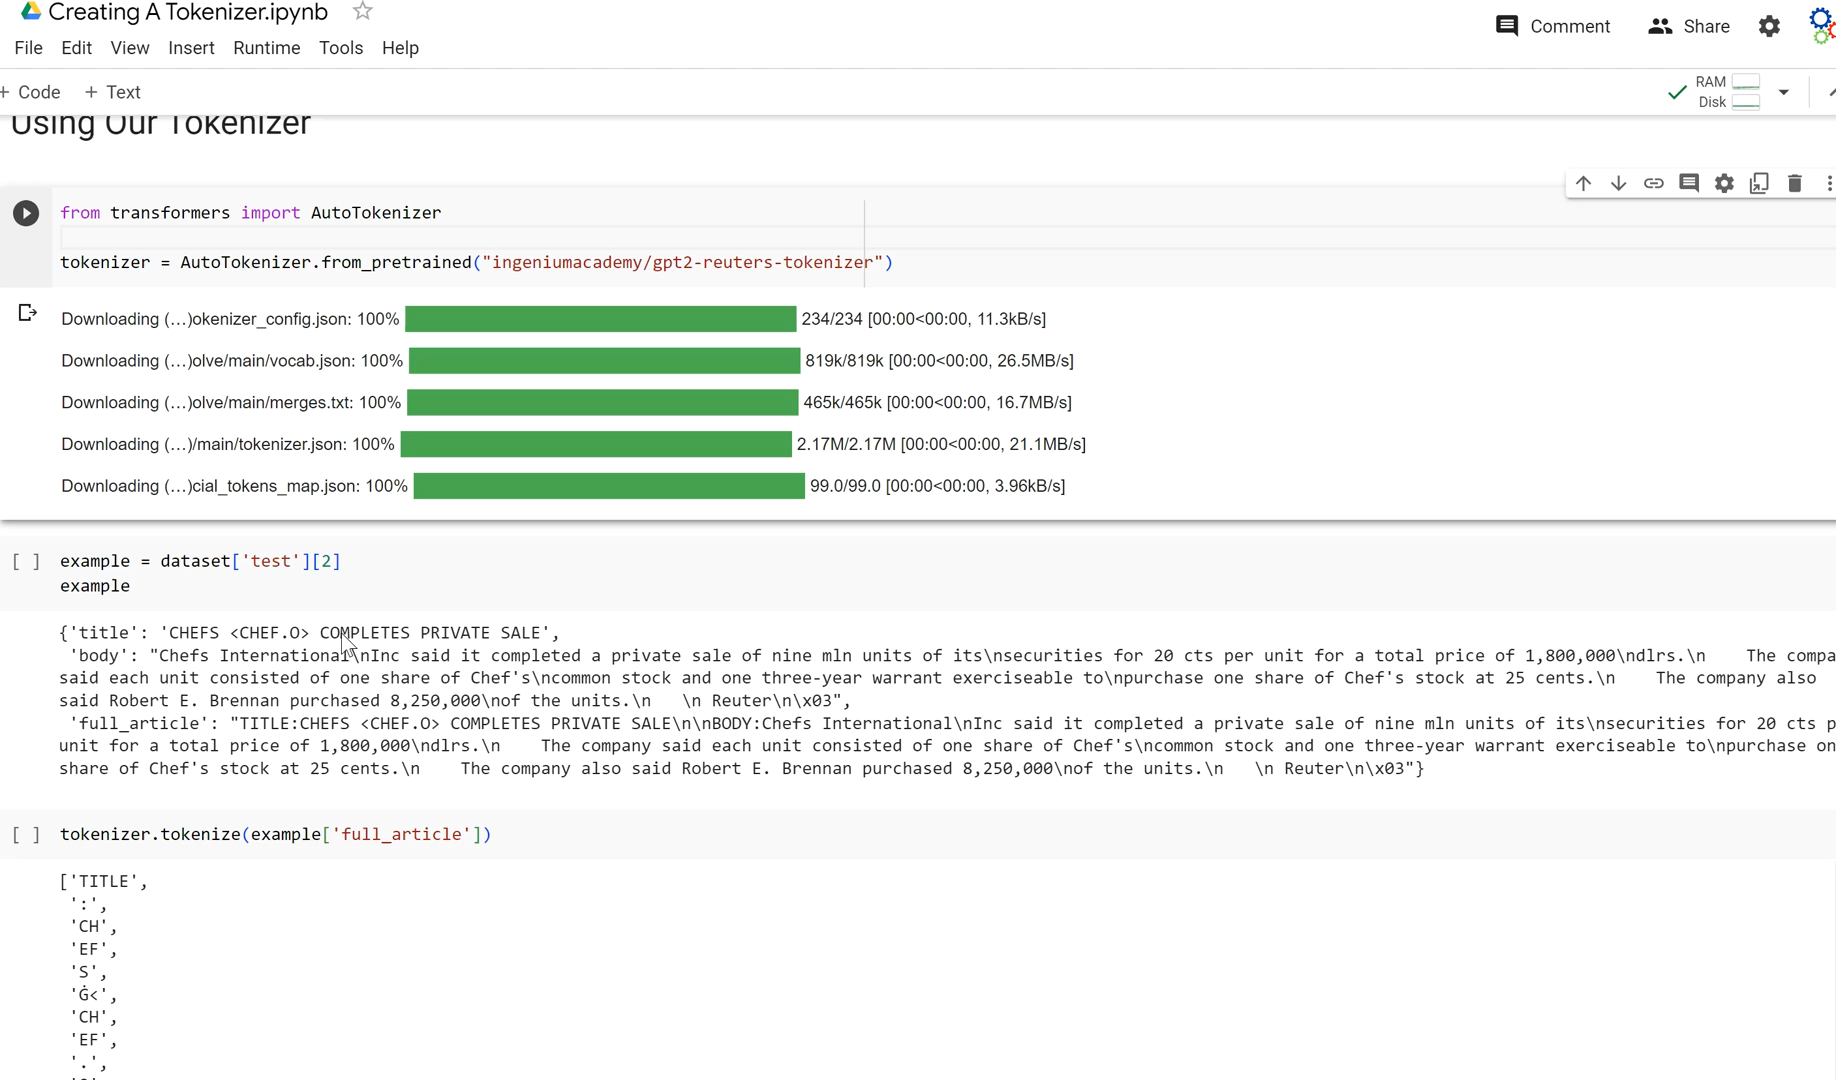 Creating A Tokenizer.ipynb
File Edit View Insert Runtime Tools Help
Comment Share
+ Code + Text
RAM
Disk
Using Our Tokenizer
from transformers import AutoTokenizer
tokenizer = AutoTokenizer.from_pretrained("ingeniumacademy/gpt2-reuters-tokenizer")
Downloading (…)okenizer_config.json: 100% 234/234 [00:00<00:00, 11.3kB/s]
Downloading (…)olve/main/vocab.json: 100% 819k/819k [00:00<00:00, 26.5MB/s]
Downloading (…)olve/main/merges.txt: 100% 465k/465k [00:00<00:00, 16.7MB/s]
Downloading (…)/main/tokenizer.json: 100% 2.17M/2.17M [00:00<00:00, 21.1MB/s]
Downloading (…)cial_tokens_map.json: 100% 99.0/99.0 [00:00<00:00, 3.96kB/s]
[ ] example = dataset['test'][2]
example
{'title': 'CHEFS <CHEF.O> COMPLETES PRIVATE SALE',
'body': "Chefs International\nInc said it completed a private sale of nine mln units of its\nsecurities for 20 cts per unit for a total price of 1,800,000\ndlrs.\n    The compa
said each unit consisted of one share of Chef's\ncommon stock and one three-year warrant exerciseable to\npurchase one share of Chef's stock at 25 cents.\n    The company also
said Robert E. Brennan purchased 8,250,000\nof the units.\n   \n Reuter\n\x03",
'full_article': "TITLE:CHEFS <CHEF.O> COMPLETES PRIVATE SALE\n\nBODY:Chefs International\nInc said it completed a private sale of nine mln units of its\nsecurities for 20 cts p
unit for a total price of 1,800,000\ndlrs.\n    The company said each unit consisted of one share of Chef's\ncommon stock and one three-year warrant exerciseable to\npurchase on
share of Chef's stock at 25 cents.\n    The company also said Robert E. Brennan purchased 8,250,000\nof the units.\n   \n Reuter\n\x03"}
[ ] tokenizer.tokenize(example['full_article'])
['TITLE',
':',
'CH',
'EF',
'S',
'Ġ<',
'CH',
'EF',
'.',